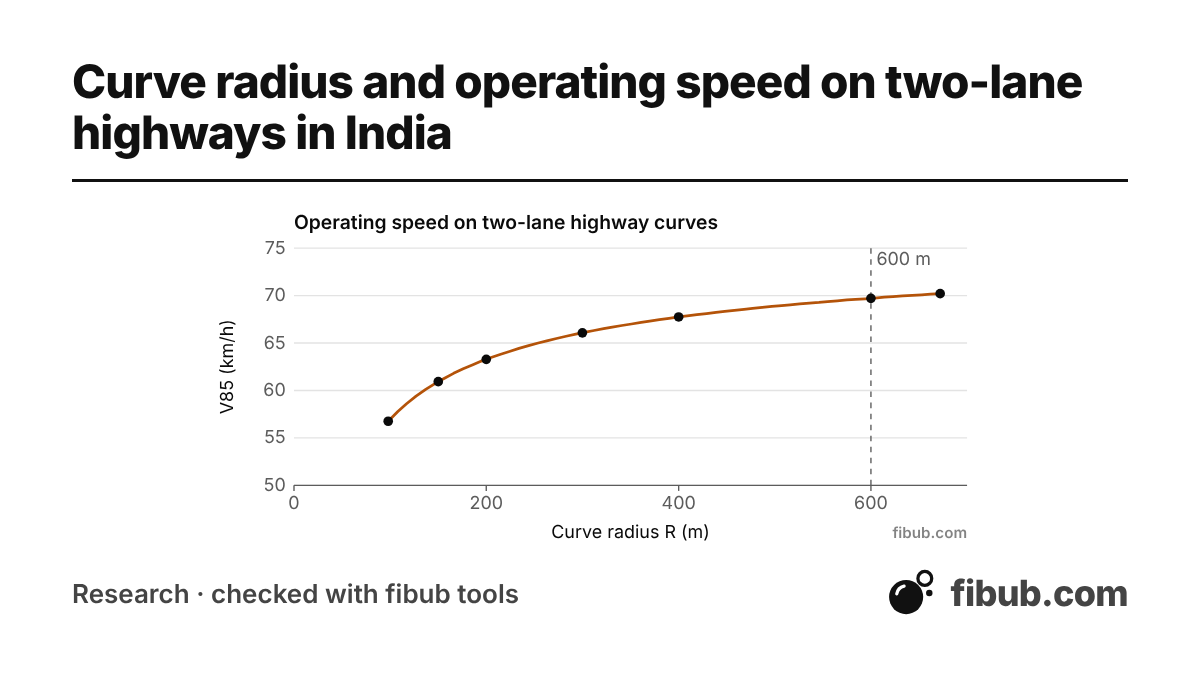 Curve radius and operating speed on two-lane
highways in India
Operating speed on two-lane highway curves
75
600 m
70
65
60
55
50
V85 (km/h)
0 200 400 600
Curve radius R (m)
fibub.com
Research · checked with fibub tools
fibub.com